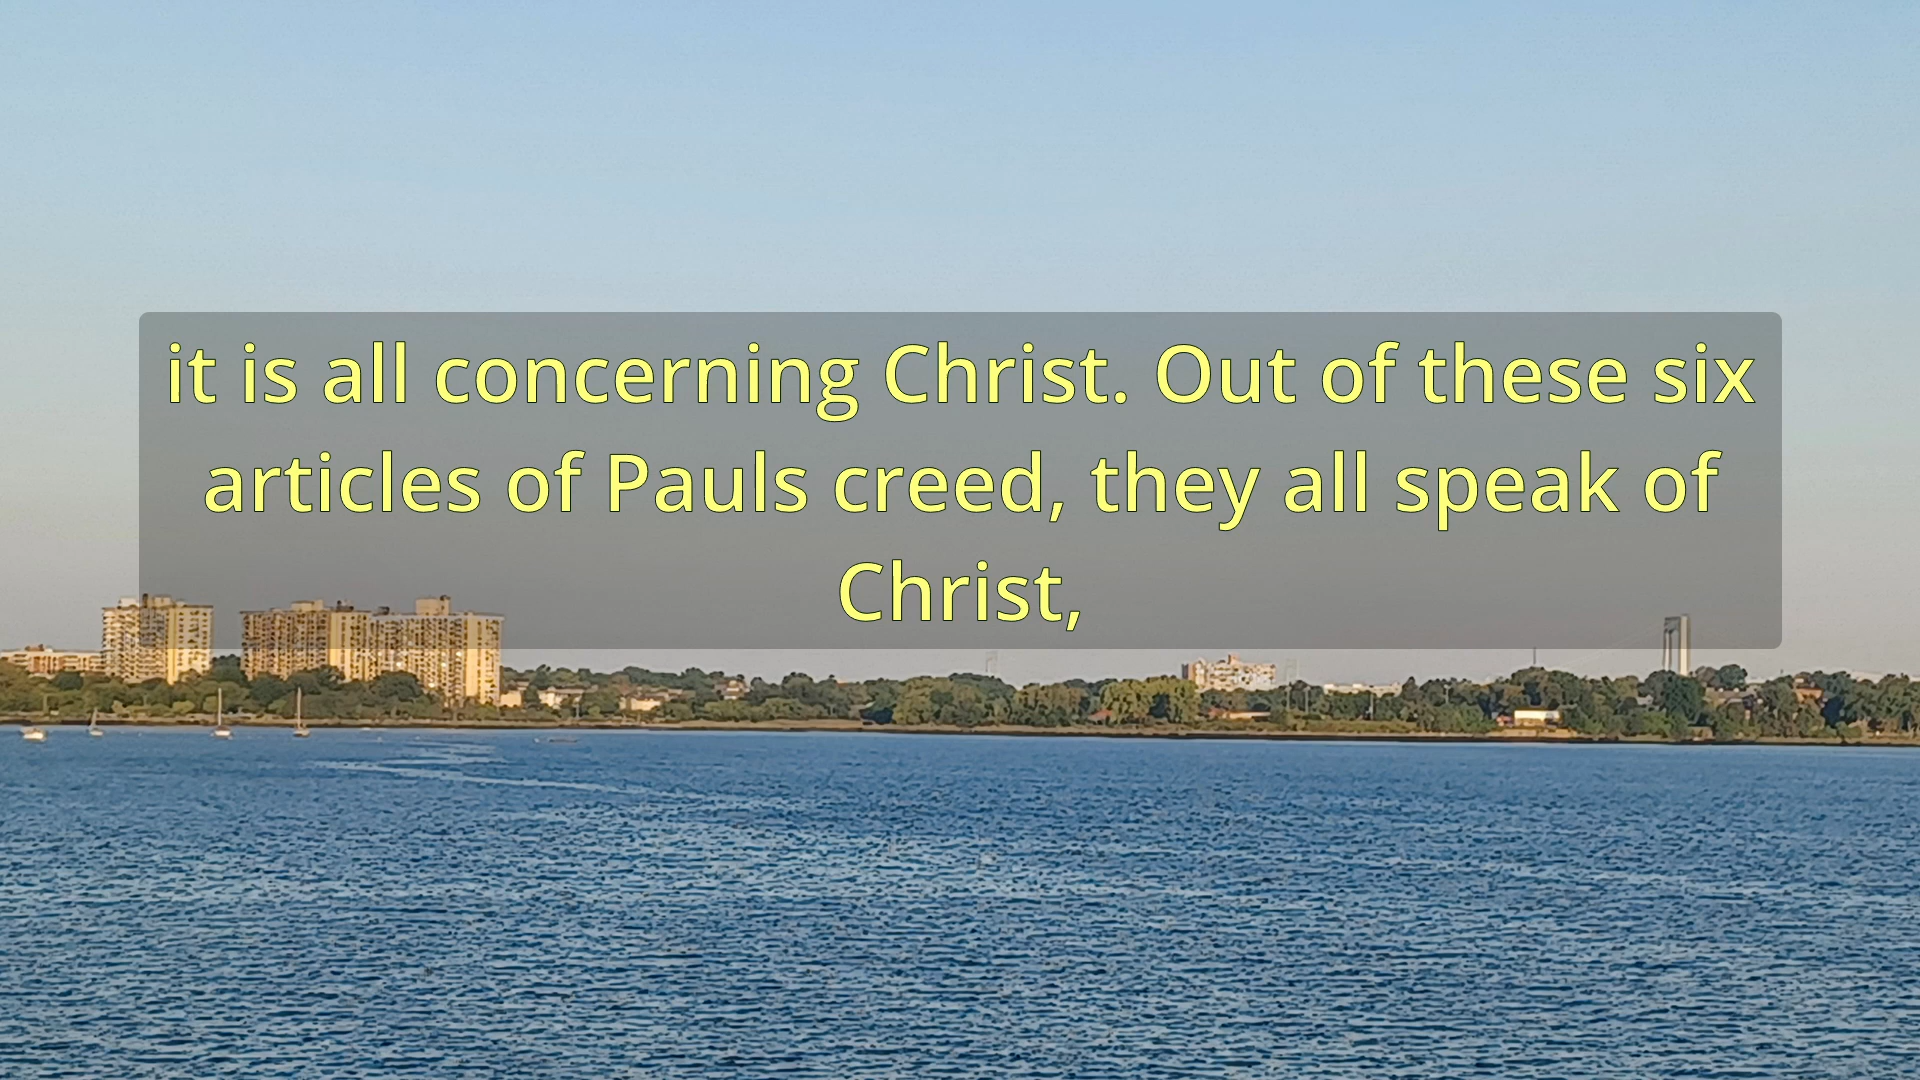 it is all concerning Christ. Out of these six
articles of Pauls creed, they all speak of
Christ,